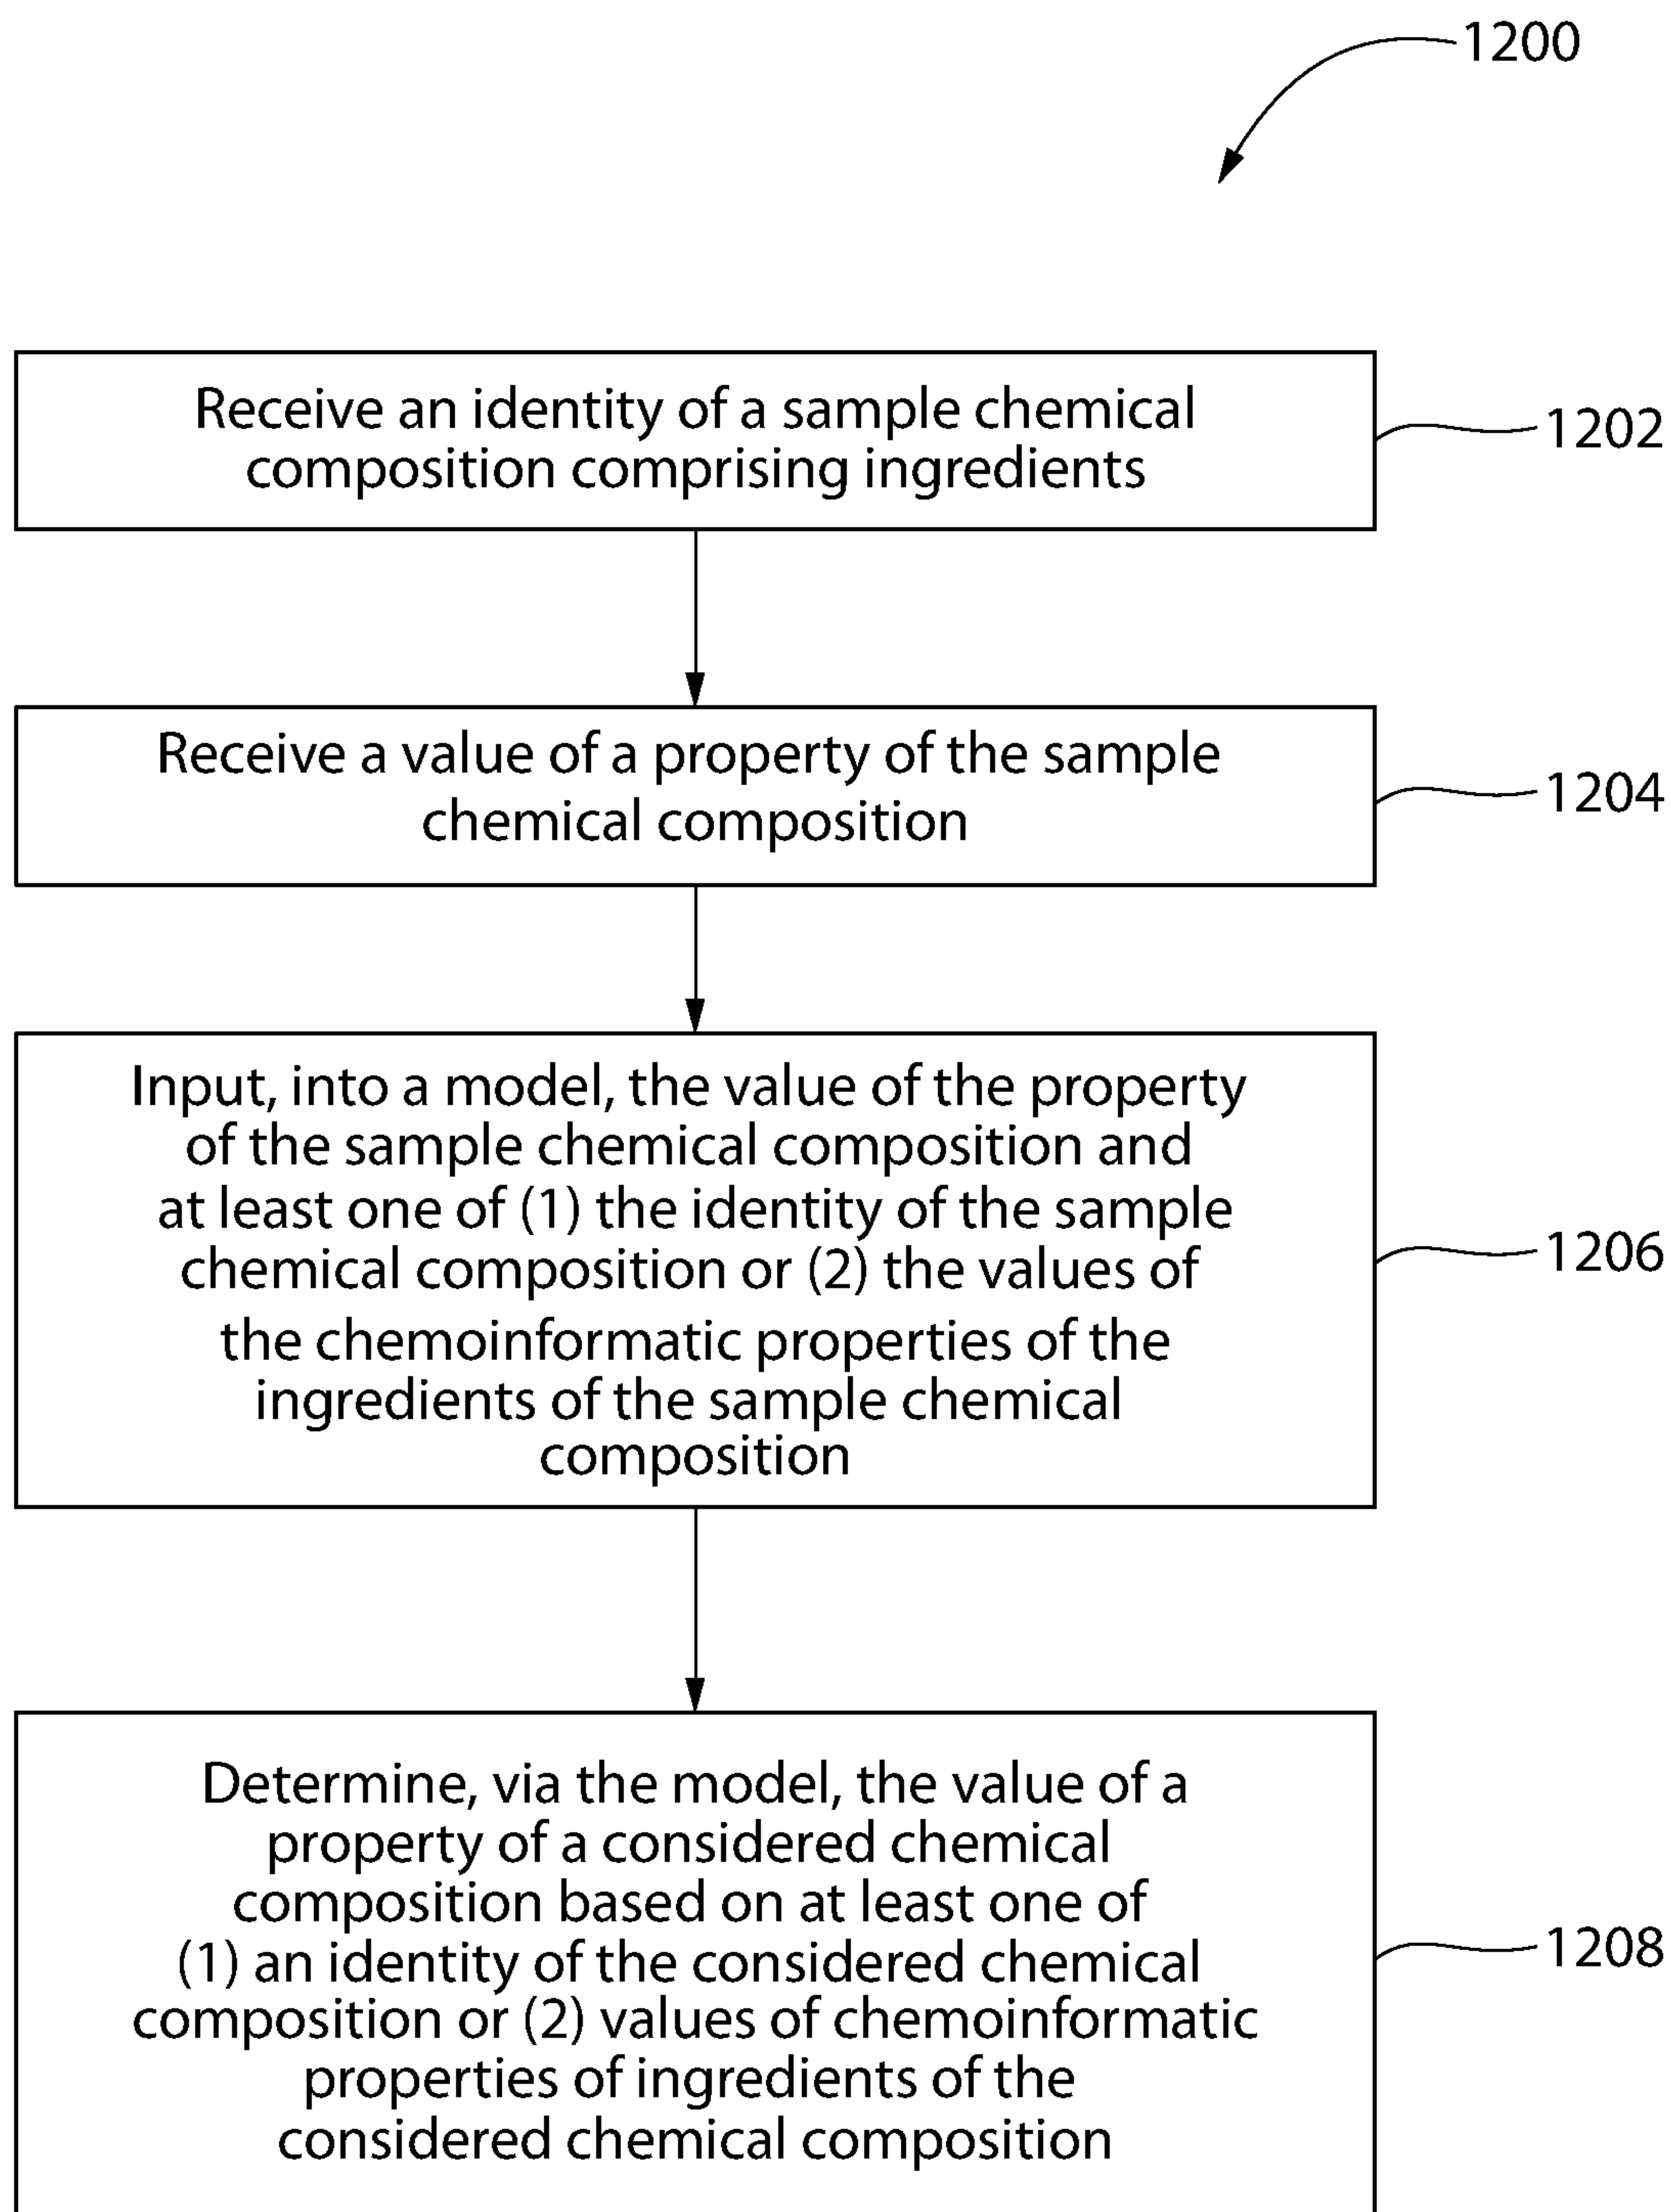 1200
Receive an identity of a sample chemical
composition comprising ingredients
1202
Receive a value of a property of the sample
chemical composition
1204
Input, into a model, the value of the property
of the sample chemical composition and
at least one of (1) the identity of the sample
chemical composition or (2) the values of
the chemoinformatic properties of the
ingredients of the sample chemical
composition
1206
Determine, via the model, the value of a
property of a considered chemical
composition based on at least one of
(1) an identity of the considered chemical
composition or (2) values of chemoinformatic
properties of ingredients of the
considered chemical composition
1208